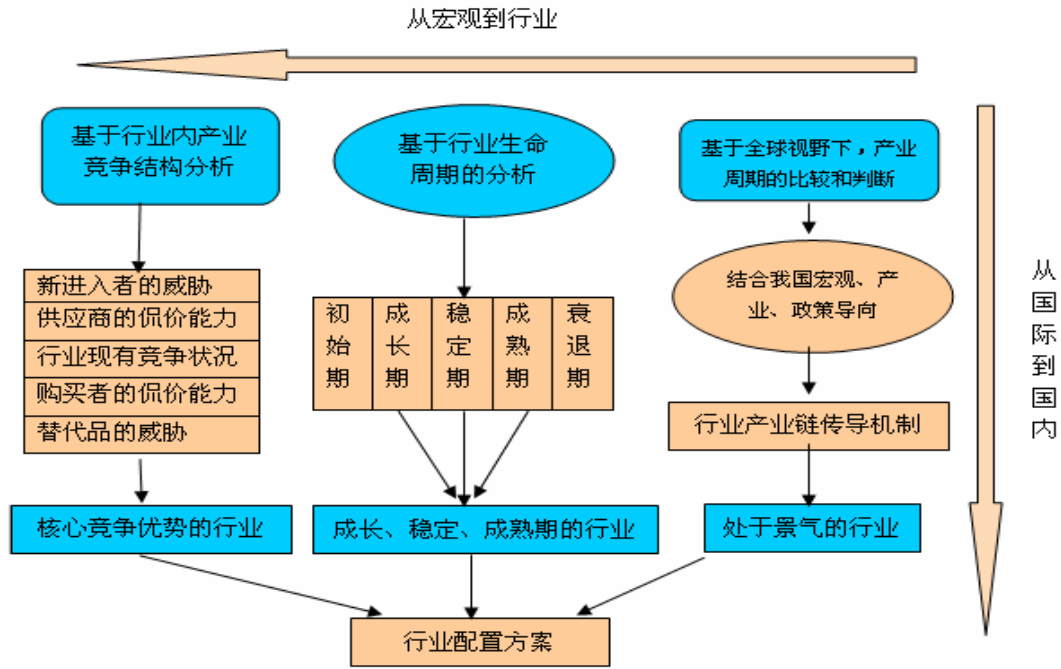 从宏观到行业
基于行业内产业
竞争结构分析
基于行业生命
周期的分析
基于全球视野下，产业
周期的比较和判断
新进入者的威胁
供应商的侃价能力
行业现有竞争状况
购买者的侃价能力
替代品的威胁
初始期
成长期
稳定期
成熟期
衰退期
结合我国宏观、产
业、政策导向
行业产业链传导机制
从国际到国内
核心竞争优势的行业
成长、稳定、成熟期的行业
处于景气的行业
行业配置方案